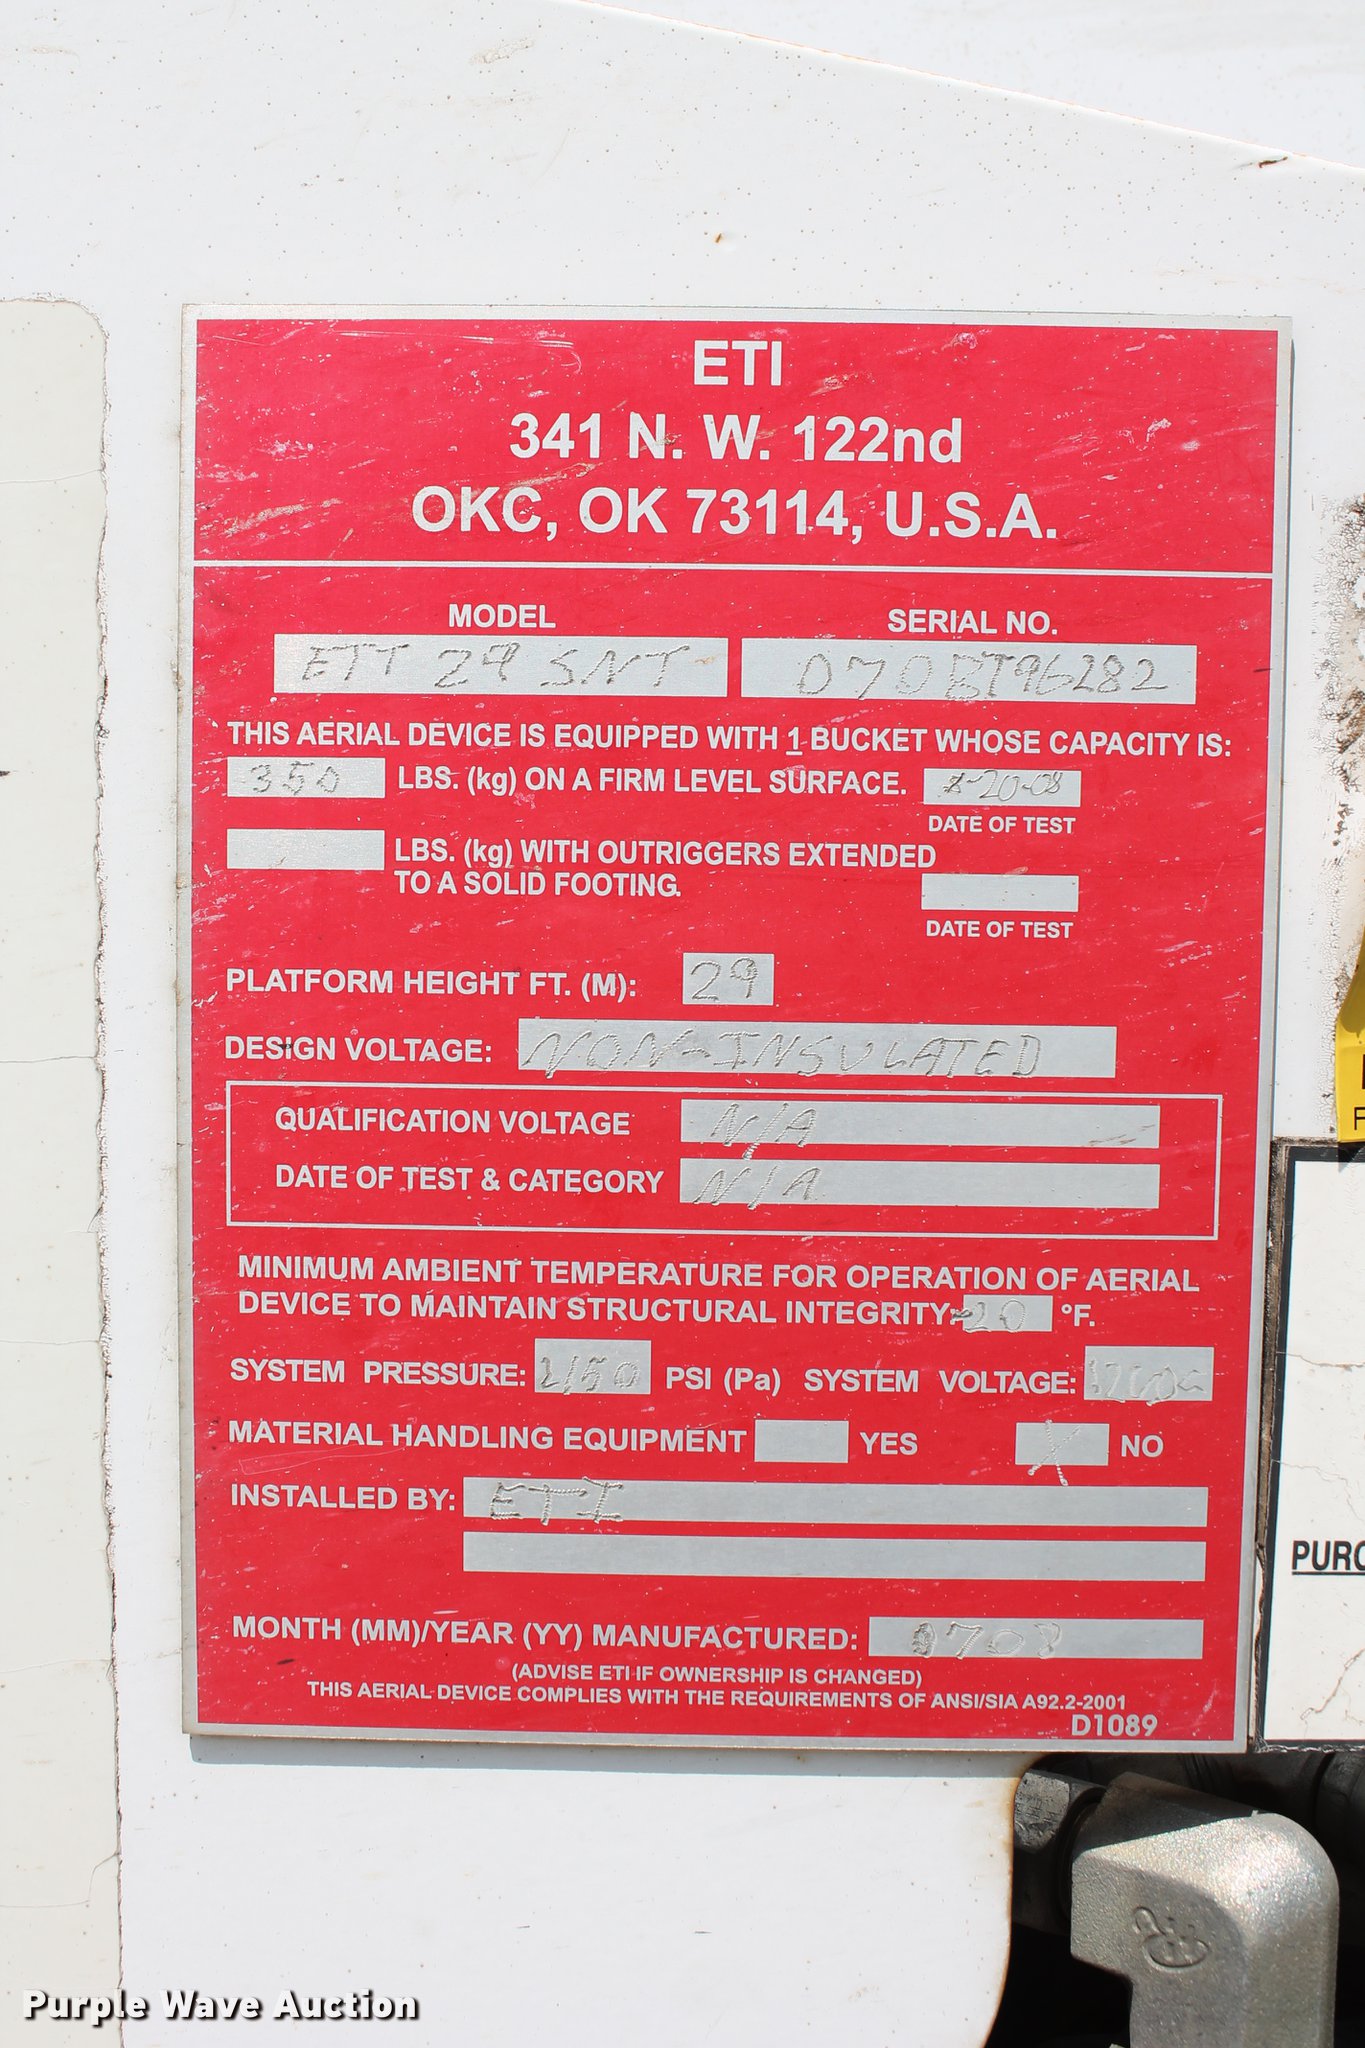 ETI
341 N. W. 122nd
OKC, OK 73114, U.S.A.
MODEL SERIAL NO.
ETT 29 SNT 0708T96282
THIS AERIAL DEVICE IS EQUIPPED WITH 1 BUCKET WHOSE CAPACITY IS:
350 LBS. (kg) ON A FIRM LEVEL SURFACE. 8-20-08
DATE OF TEST
LBS. (kg) WITH OUTRIGGERS EXTENDED
TO A SOLID FOOTING.
DATE OF TEST
PLATFORM HEIGHT FT. (M): 29
DESIGN VOLTAGE: NON-INSULATED
QUALIFICATION VOLTAGE N/A
DATE OF TEST & CATEGORY N/A
MINIMUM AMBIENT TEMPERATURE FOR OPERATION OF AERIAL
DEVICE TO MAINTAIN STRUCTURAL INTEGRITY: -20 °F.
SYSTEM PRESSURE: 2150 PSI (Pa) SYSTEM VOLTAGE:
MATERIAL HANDLING EQUIPMENT YES X NO
INSTALLED BY: ETI
MONTH (MM)/YEAR (YY) MANUFACTURED: 0708
(ADVISE ETI IF OWNERSHIP IS CHANGED)
THIS AERIAL DEVICE COMPLIES WITH THE REQUIREMENTS OF ANSI/SIA A92.2-2001
D1089
PURC
Purple Wave Auction